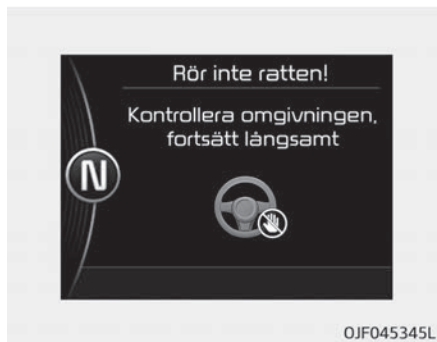 Rör inte ratten!
Kontrollera omgivningen,
fortsätt långsamt
N
OJF045345L